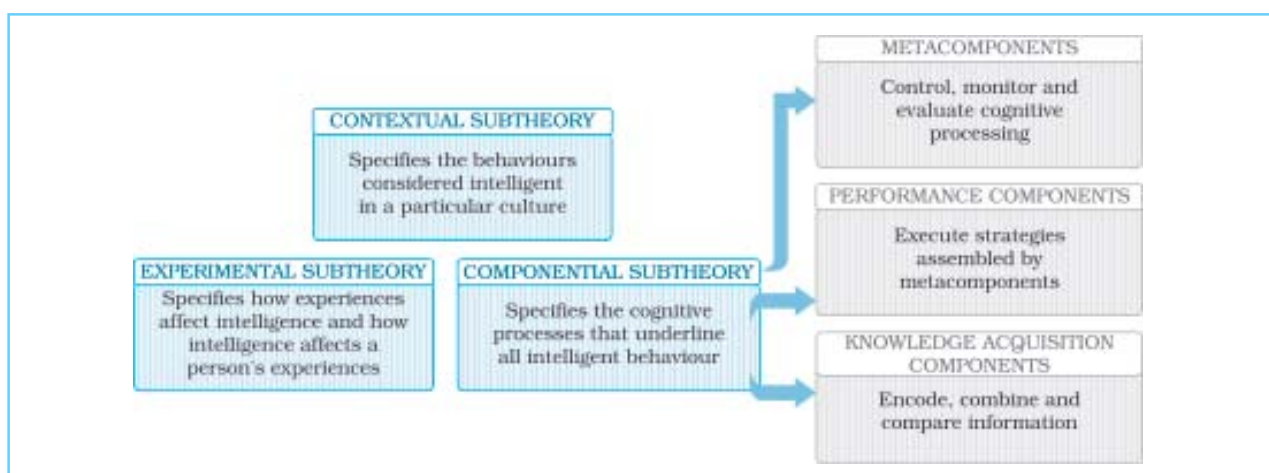 CONTEXTUAL SUBTHEORY
Specifies the behaviours
considered intelligent
in a particular culture
EXPERIMENTAL SUBTHEORY
Specifies how experiences
affect intelligence and how
intelligence affects a
person's experiences
COMPONENTIAL SUBTHEORY
Specifies the cognitive
processes that underline
all intelligent behaviour
METACOMPONENTS
Control, monitor and
evaluate cognitive
processing
PERFORMANCE COMPONENTS
Execute strategies
assembled by
metacomponents
KNOWLEDGE ACQUISITION
COMPONENTS
Encode, combine and
compare information